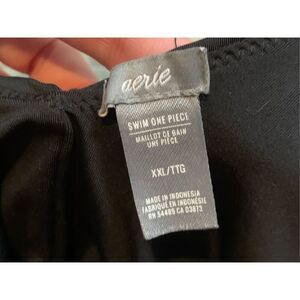 aerie
SWIM ONE PIECE
MAILLOT DE BAIN
UNE PIÈCE
XXL/TTG
MADE IN INDONESIA
FABRIQUÉ EN INDONÉSIE
RN 54485 CA 03873